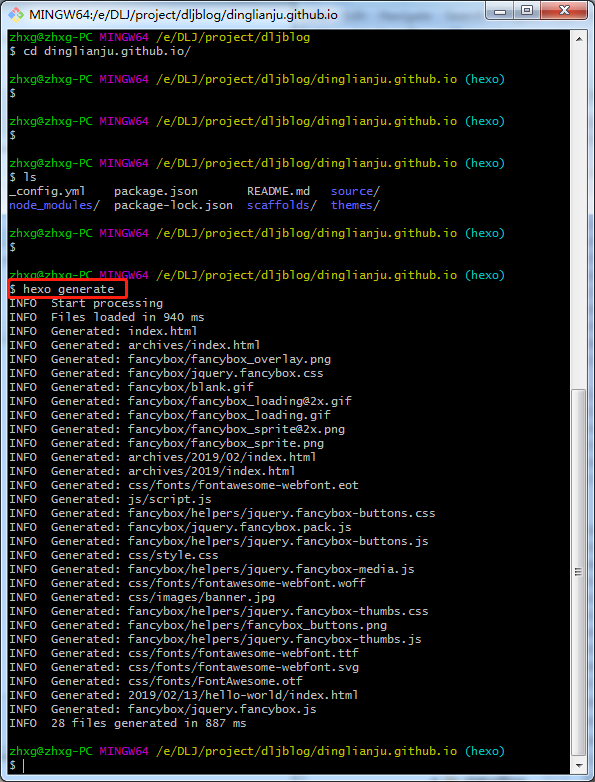 MINGW64:/e/DLJ/project/dljblog/dinglianju.github.io
zhxg@zhxg-PC MINGW64 /e/DLJ/project/dljblog
$ cd dinglianju.github.io/
zhxg@zhxg-PC MINGW64 /e/DLJ/project/dljblog/dinglianju.github.io (hexo)
$
zhxg@zhxg-PC MINGW64 /e/DLJ/project/dljblog/dinglianju.github.io (hexo)
$
zhxg@zhxg-PC MINGW64 /e/DLJ/project/dljblog/dinglianju.github.io (hexo)
$ ls
_config.yml    package.json       README.md  source/
node_modules/  package-lock.json  scaffolds/  themes/
zhxg@zhxg-PC MINGW64 /e/DLJ/project/dljblog/dinglianju.github.io (hexo)
$
zhxg@zhxg-PC MINGW64 /e/DLJ/project/dljblog/dinglianju.github.io (hexo)
$ hexo generate
INFO  Start processing
INFO  Files loaded in 940 ms
INFO  Generated: index.html
INFO  Generated: archives/index.html
INFO  Generated: fancybox/fancybox_overlay.png
INFO  Generated: fancybox/jquery.fancybox.css
INFO  Generated: fancybox/blank.gif
INFO  Generated: fancybox/fancybox_loading@2x.gif
INFO  Generated: fancybox/fancybox_loading.gif
INFO  Generated: fancybox/fancybox_sprite@2x.png
INFO  Generated: fancybox/fancybox_sprite.png
INFO  Generated: archives/2019/02/index.html
INFO  Generated: archives/2019/index.html
INFO  Generated: css/fonts/fontawesome-webfont.eot
INFO  Generated: js/script.js
INFO  Generated: fancybox/helpers/jquery.fancybox-buttons.css
INFO  Generated: fancybox/jquery.fancybox.pack.js
INFO  Generated: fancybox/helpers/jquery.fancybox-buttons.js
INFO  Generated: css/style.css
INFO  Generated: fancybox/helpers/jquery.fancybox-media.js
INFO  Generated: css/fonts/fontawesome-webfont.woff
INFO  Generated: css/images/banner.jpg
INFO  Generated: fancybox/helpers/jquery.fancybox-thumbs.css
INFO  Generated: fancybox/helpers/fancybox_buttons.png
INFO  Generated: fancybox/helpers/jquery.fancybox-thumbs.js
INFO  Generated: css/fonts/fontawesome-webfont.ttf
INFO  Generated: css/fonts/fontawesome-webfont.svg
INFO  Generated: css/fonts/FontAwesome.otf
INFO  Generated: 2019/02/13/hello-world/index.html
INFO  Generated: fancybox/jquery.fancybox.js
INFO  28 files generated in 887 ms
zhxg@zhxg-PC MINGW64 /e/DLJ/project/dljblog/dinglianju.github.io (hexo)
$